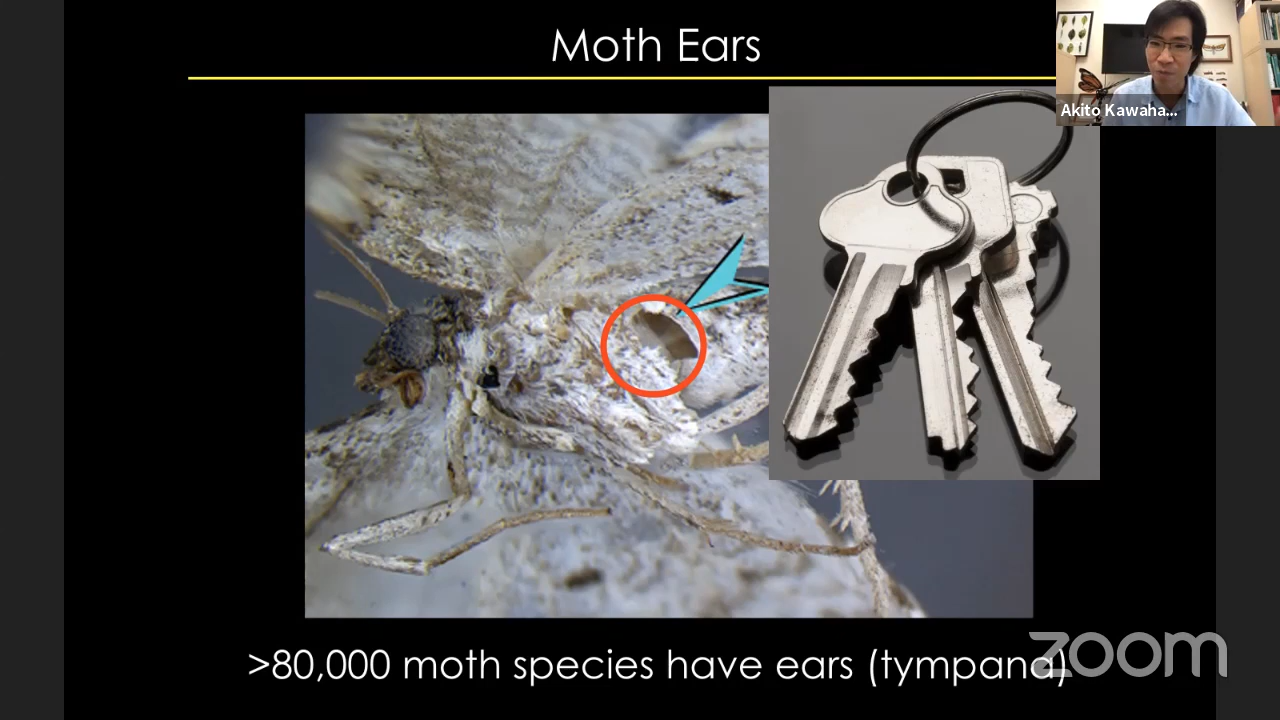 Moth Ears
Akito Kawaha...
>80,000 moth species have ears (tympana)
zoom